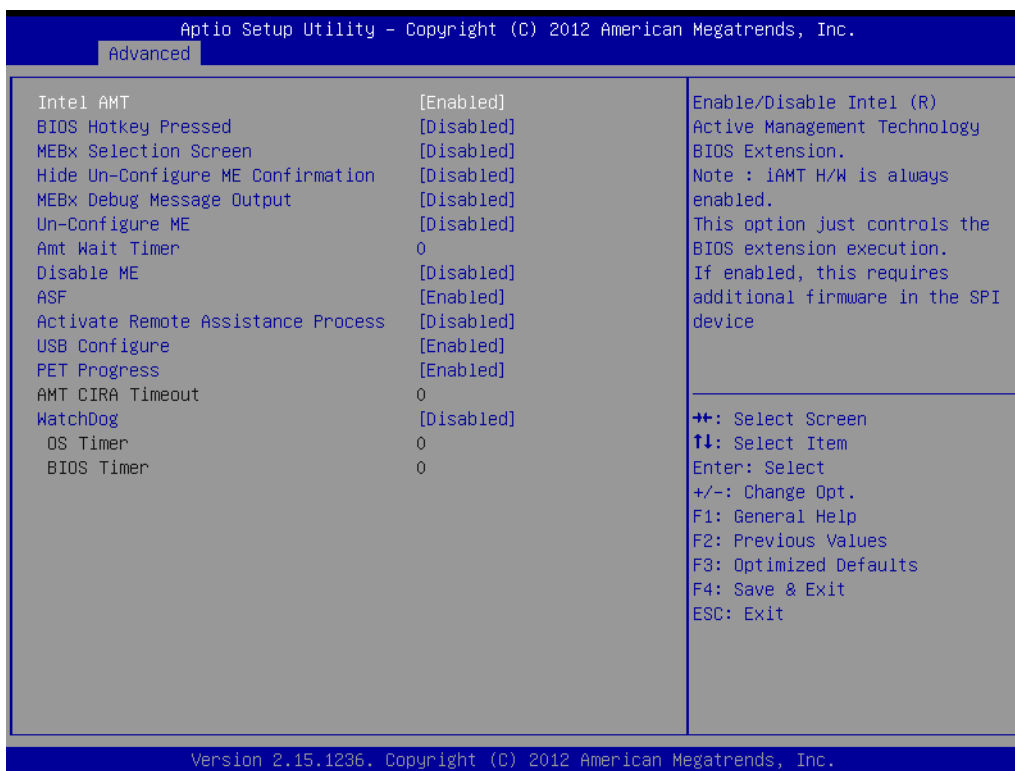 Aptio Setup Utility – Copyright (C) 2012 American Megatrends, Inc.
Advanced
Intel AMT [Enabled]
BIOS Hotkey Pressed [Disabled]
MEBx Selection Screen [Disabled]
Hide Un-Configure ME Confirmation [Disabled]
MEBx Debug Message Output [Disabled]
Un-Configure ME [Disabled]
Amt Wait Timer 0
Disable ME [Disabled]
ASF [Enabled]
Activate Remote Assistance Process [Disabled]
USB Configure [Enabled]
PET Progress [Enabled]
AMT CIRA Timeout 0
WatchDog [Disabled]
OS Timer 0
BIOS Timer 0
Enable/Disable Intel (R)
Active Management Technology
BIOS Extension.
Note : iAMT H/W is always
enabled.
This option just controls the
BIOS extension execution.
If enabled, this requires
additional firmware in the SPI
device
→←: Select Screen
↑↓: Select Item
Enter: Select
+/-: Change Opt.
F1: General Help
F2: Previous Values
F3: Optimized Defaults
F4: Save & Exit
ESC: Exit
Version 2.15.1236. Copyright (C) 2012 American Megatrends, Inc.